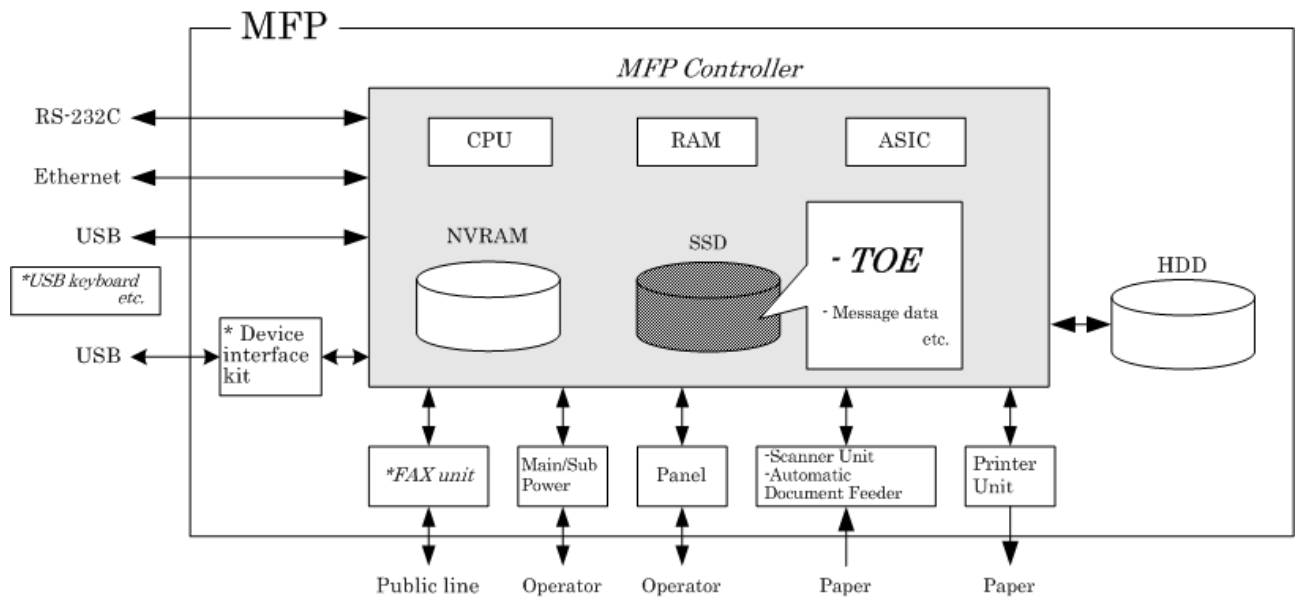 MFP
MFP Controller
RS-232C
CPU
RAM
ASIC
Ethernet
USB
NVRAM
SSD
- TOE
- Message data
etc.
HDD
*USB keyboard
etc.
USB
* Device
interface
kit
*FAX unit
Main/Sub
Power
Panel
-Scanner Unit
-Automatic
Document Feeder
Printer
Unit
Public line
Operator
Operator
Paper
Paper